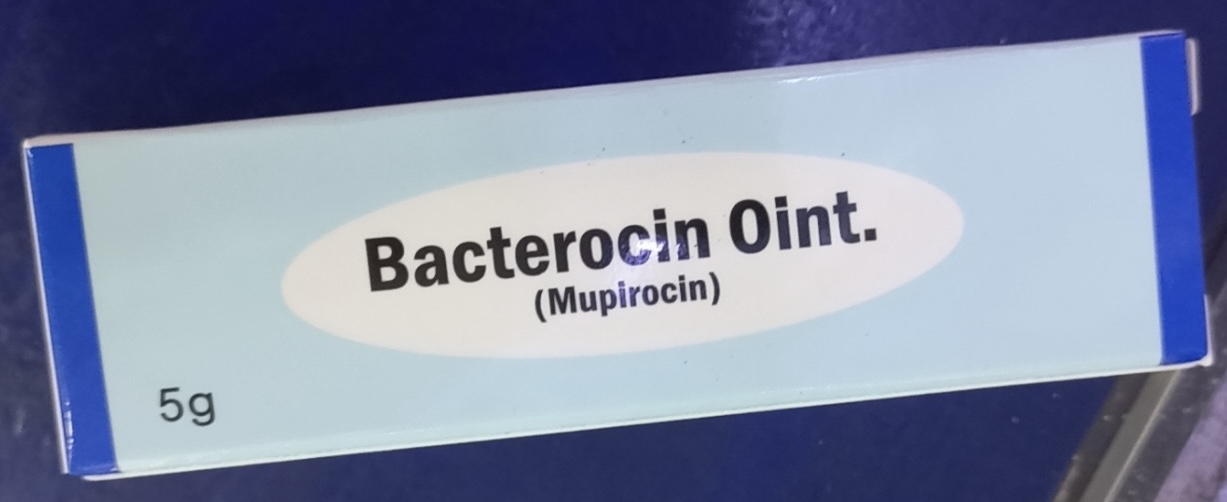 Bacterocin Oint.
(Mupirocin)
5g